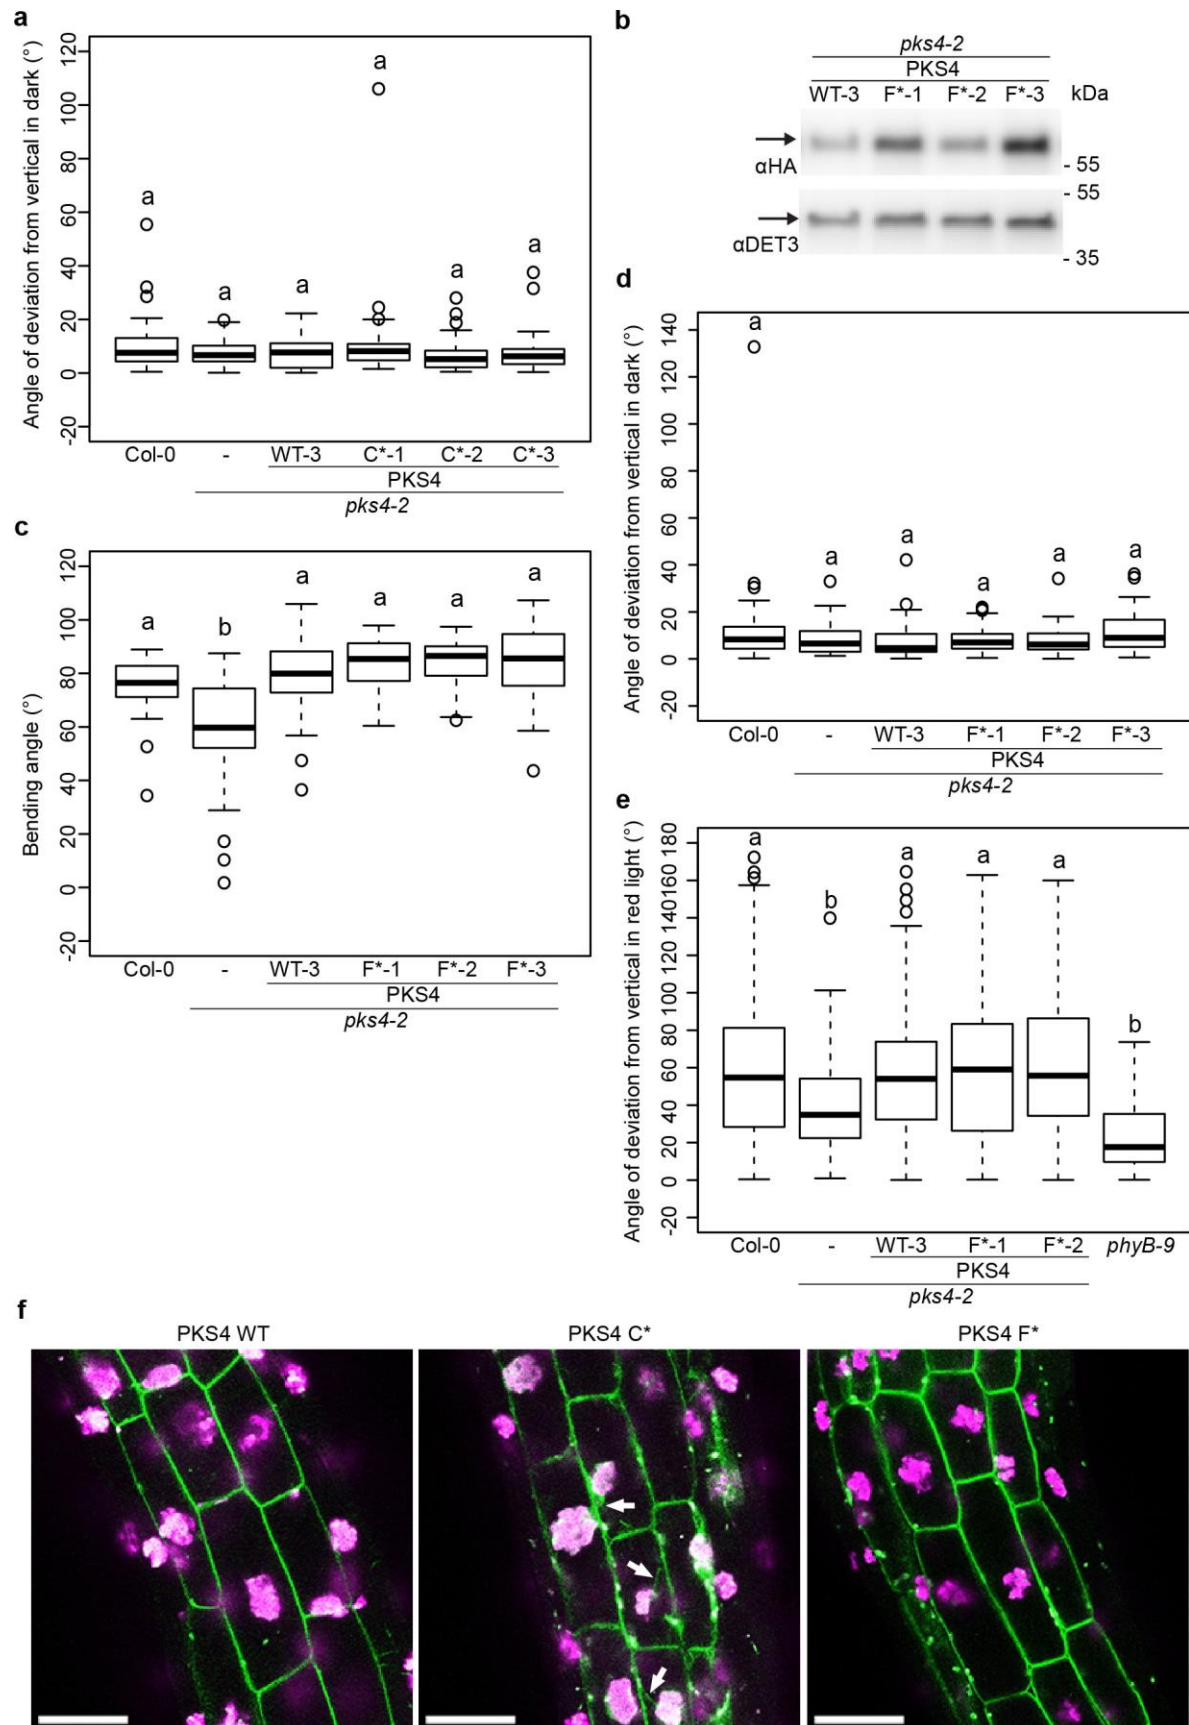 a
Angle of deviation from vertical in dark (°)
120
100
80
60
40
20
0
-20
a a a a a a
Col-0 - WT-3 C*-1 C*-2 C*-3
PKS4
pks4-2
b
pks4-2
PKS4
WT-3 F*-1 F*-2 F*-3 kDa
αHA
- 55
- 55
αDET3
- 35
c
Bending angle (°)
120
100
80
60
40
20
0
-20
a b a a a a
Col-0 - WT-3 F*-1 F*-2 F*-3
PKS4
pks4-2
d
Angle of deviation from vertical in dark (°)
140
120
100
80
60
40
20
0
-20
a a a a a a
Col-0 - WT-3 F*-1 F*-2 F*-3
PKS4
pks4-2
e
Angle of deviation from vertical in red light (°)
180
160
140
120
100
80
60
40
20
0
-20
a b a a a b
Col-0 - WT-3 F*-1 F*-2 phyB-9
PKS4
pks4-2
f
PKS4 WT PKS4 C* PKS4 F*